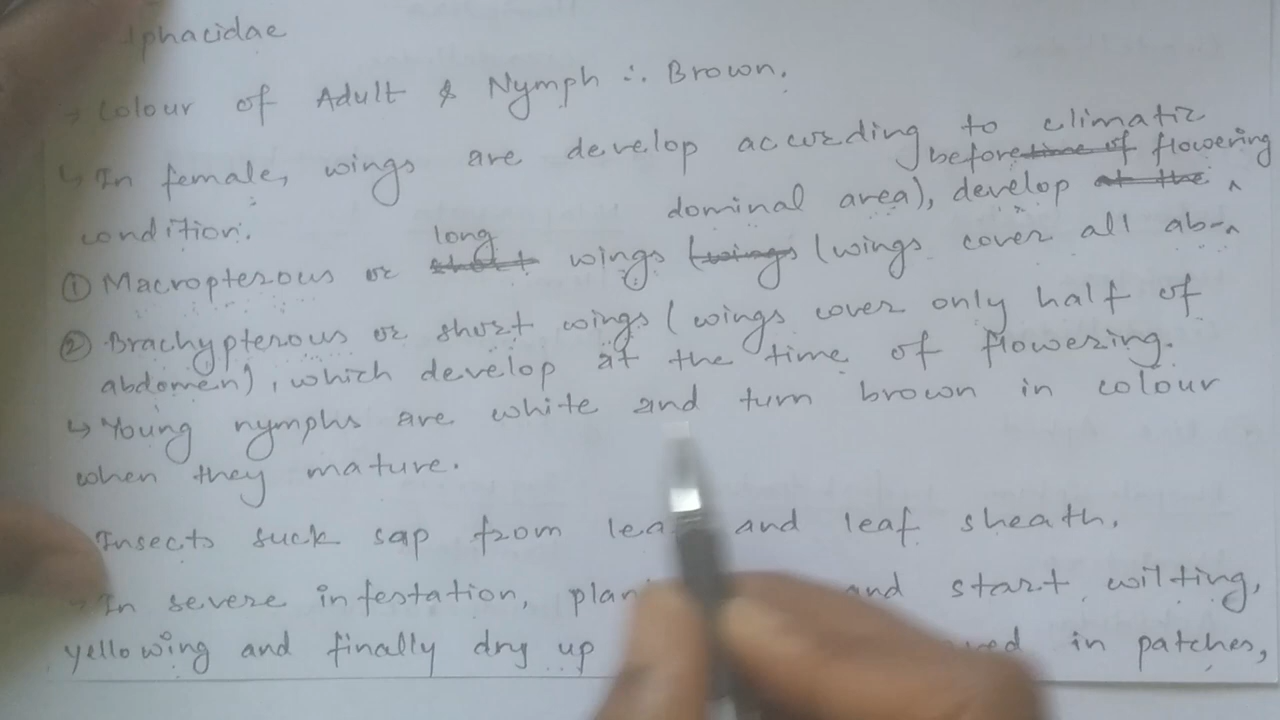 phacidae
→ Colour of Adult & Nymph ∴ Brown.
↳ In female, wings are develop according to climatic
condition.
① Macropterous or long wings (wings cover all ab-
dominal area), develop before flowering
② Brachypterous or short wings (wings cover only half of
abdomen), which develop at the time of flowering.
↳ Young nymphs are white and turn brown in colour
when they mature.
Insects suck sap from lea and leaf sheath.
→ In severe infestation, plan and start wilting,
yellowing and finally dry up in patches,